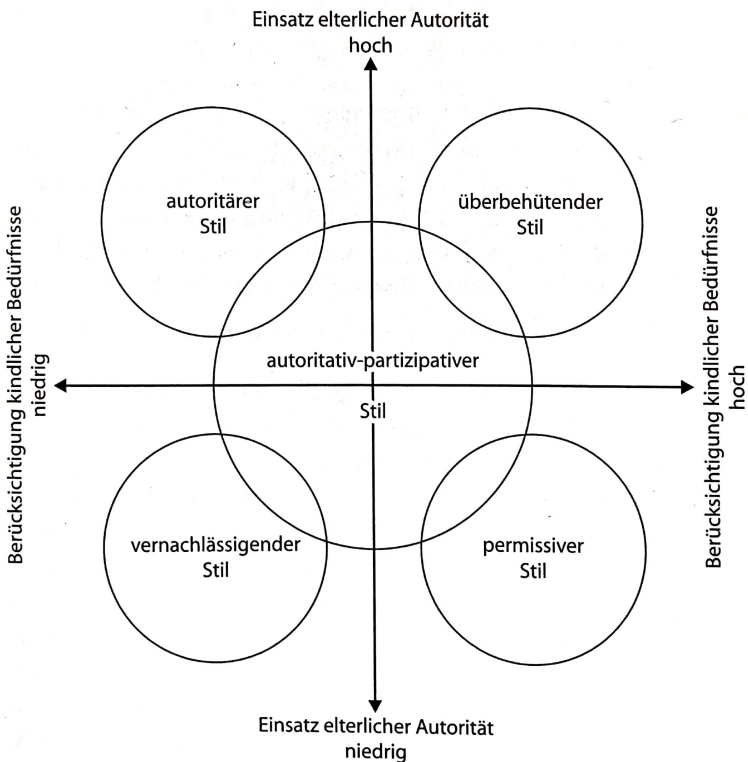 Einsatz elterlicher Autorität
hoch
autoritärer
Stil
überbehütender
Stil
Berücksichtigung kindlicher Bedürfnisse
niedrig
autoritativ-partizipativer
Stil
Berücksichtigung kindlicher Bedürfnisse
hoch
vernachlässigender
Stil
permissiver
Stil
Einsatz elterlicher Autorität
niedrig